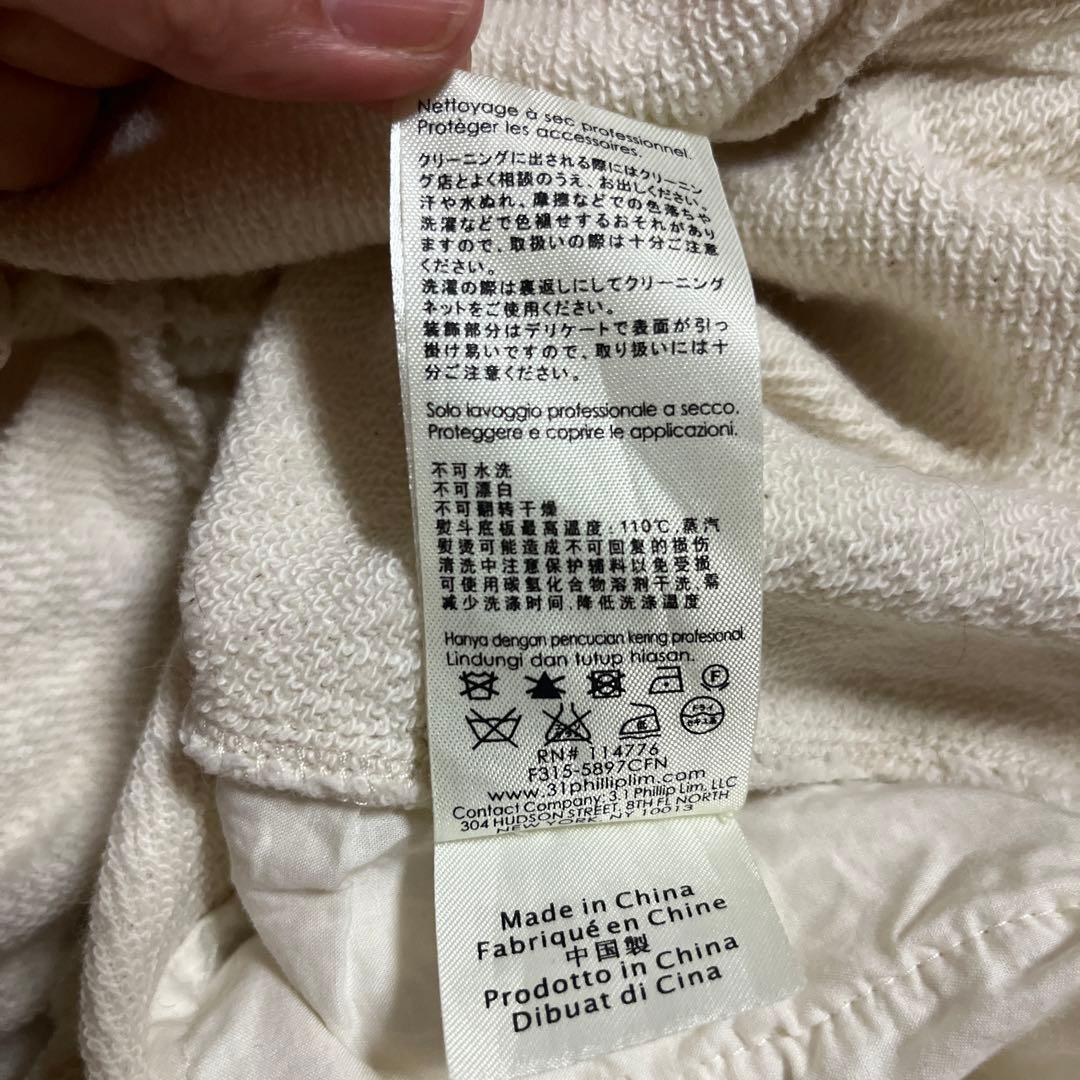 Nettoyage à sec professionnel.
Protéger les accessoires.
クリーニングに出される際にはクリーニン
グ店とよく相談のうえ、お出しください。
汗や水ぬれ、摩擦などでの色落ちや
洗濯などで色褪せするおそれがあり
ますので、取扱いの際は十分ご注意
ください。
洗濯の際は裏返しにしてクリーニング
ネットをご使用ください。
装飾部分はデリケートで表面が引っ
掛け易いですので、取り扱いには十
分ご注意ください。
Solo lavaggio professionale a secco.
Proteggere e coprire le applicazioni.
不可水洗
不可漂白
不可翻转干燥
熨斗底板最高温度:110℃,蒸汽
熨烫可能造成不可回复的损伤
清洗中注意保护辅料以免受损
可使用碳氢化合物溶剂干洗,需
减少洗涤时间,降低洗涤温度
Hanya dengan pencucian kering profesional.
Lindungi dan tutup hiasan.
F
ドライ
セキユ系
RN# 114776
F315-5897CFN
www.31philliplim.com
Contact Company: 3.1 Phillip Lim, LLC
304 HUDSON STREET, 8TH FL NORTH
NEW YORK, NY 10013
Made in China
Fabriqué en Chine
中国製
Prodotto in China
Dibuat di Cina